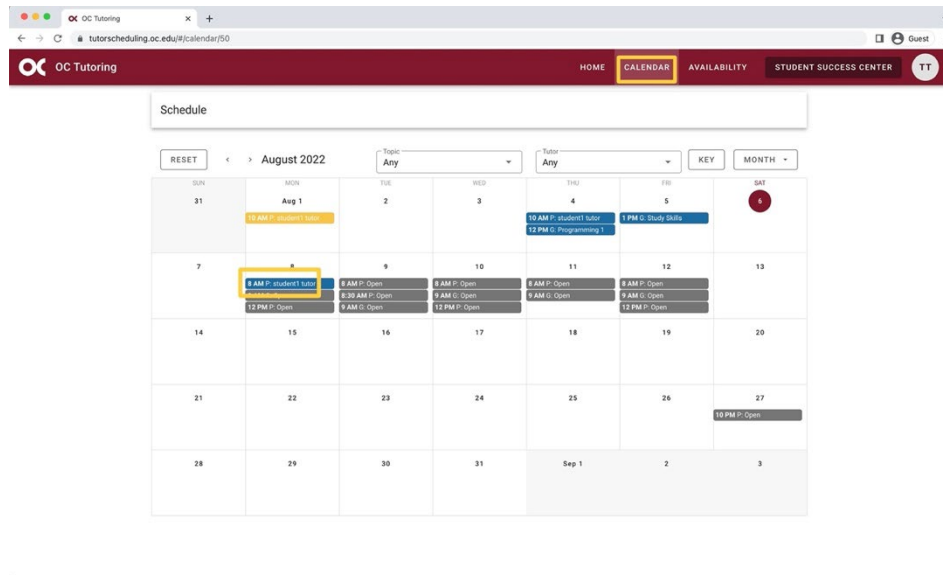 OC Tutoring
tutorscheduling.oc.edu/#/calendar/50
Guest
OC Tutoring
HOME CALENDAR AVAILABILITY STUDENT SUCCESS CENTER TT
Schedule
RESET < > August 2022
Topic
Any
Tutor
Any
KEY MONTH
SUN MON TUE WED THU FRI SAT
31 Aug 1 2 3 4 5 6
10 AM P: student1 tutor 10 AM P: student1 tutor 1 PM G: Study Skills
12 PM G: Programming 1
7 8 9 10 11 12 13
8 AM P: student1 tutor 8 AM P: Open 8 AM P: Open 8 AM P: Open 8 AM P: Open
8:30 AM P: Open 9 AM G: Open 9 AM G: Open 9 AM G: Open
12 PM P: Open 9 AM G: Open 12 PM P: Open 12 PM P: Open
14 15 16 17 18 19 20
21 22 23 24 25 26 27
10 PM P: Open
28 29 30 31 Sep 1 2 3